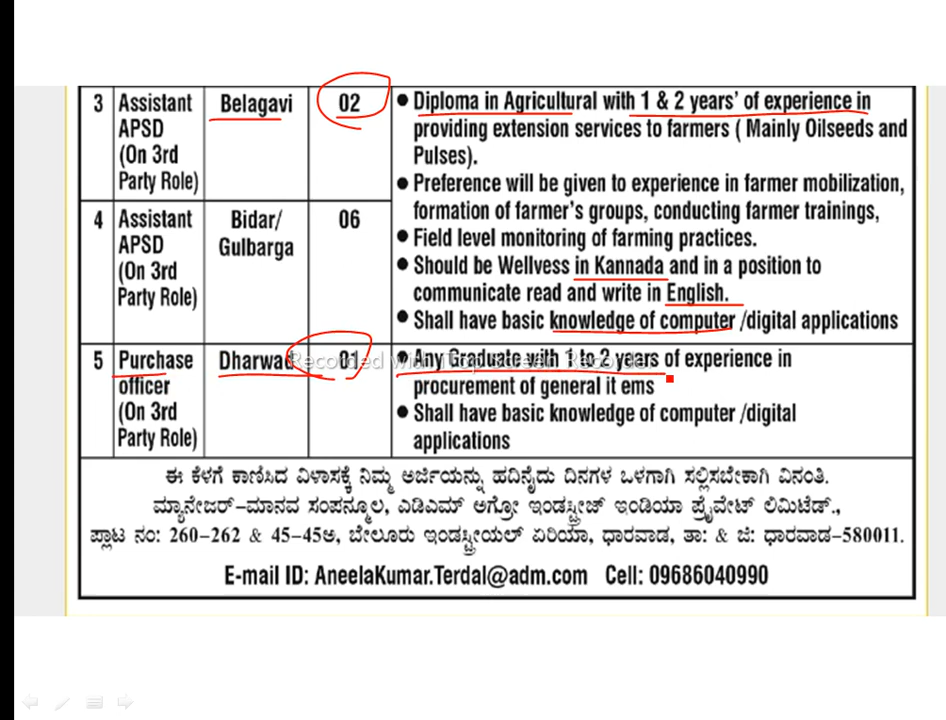 3 Assistant Belagavi 02 • Diploma in Agricultural with 1 & 2 years' of experience in
APSD providing extension services to farmers ( Mainly Oilseeds and
(On 3rd Pulses).
Party Role) • Preference will be given to experience in farmer mobilization,
4 Assistant Bidar/ 06 formation of farmer's groups, conducting farmer trainings,
APSD Gulbarga • Field level monitoring of farming practices.
(On 3rd • Should be Wellvess in Kannada and in a position to
Party Role) communicate read and write in English.
• Shall have basic knowledge of computer /digital applications
5 Purchase Dharwad 01 • Any Graduate with 1 to 2 years of experience in
officer procurement of general it ems
(On 3rd • Shall have basic knowledge of computer /digital
Party Role) applications
ಈ ಕೆಳಗೆ ಕಾಣಿಸಿದ ವಿಳಾಸಕ್ಕೆ ನಿಮ್ಮ ಅರ್ಜಿಯನ್ನು ಹದಿನೈದು ದಿನಗಳ ಒಳಗಾಗಿ ಸಲ್ಲಿಸಬೇಕಾಗಿ ವಿನಂತಿ.
ಮ್ಯಾನೇಜರ್-ಮಾನವ ಸಂಪನ್ಮೂಲ, ಎಡಿಎಮ್ ಅಗ್ರೋ ಇಂಡಸ್ಟ್ರೀಜ್ ಇಂಡಿಯಾ ಪ್ರೈವೇಟ್ ಲಿಮಿಟೆಡ್.,
ಪ್ಲಾಟ ನಂ: 260-262 & 45-45ಅ, ಬೇಲೂರು ಇಂಡಸ್ಟ್ರೀಯಲ್ ಏರಿಯಾ, ಧಾರವಾಡ, ತಾ: & ಜಿ: ಧಾರವಾಡ-580011.
E-mail ID: AneelaKumar.Terdal@adm.com Cell: 09686040990